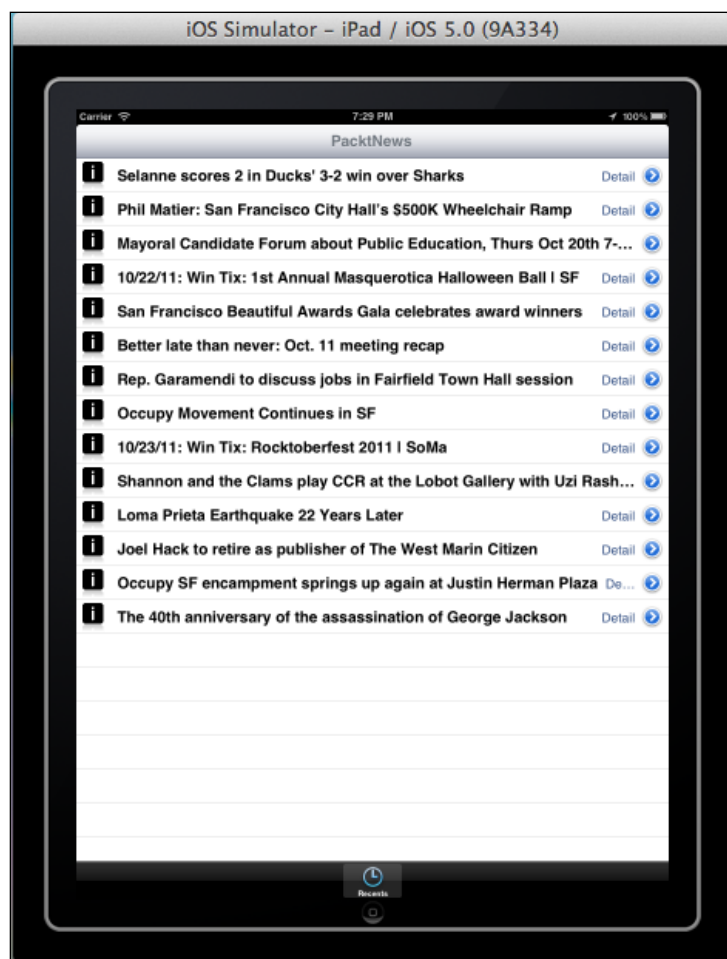 iOS Simulator – iPad / iOS 5.0 (9A334)
Carrier 7:29 PM 100%
PacktNews
i Selanne scores 2 in Ducks' 3-2 win over Sharks Detail
i Phil Matier: San Francisco City Hall's $500K Wheelchair Ramp Detail
i Mayoral Candidate Forum about Public Education, Thurs Oct 20th 7-...
i 10/22/11: Win Tix: 1st Annual Masquerotica Halloween Ball | SF Detail
i San Francisco Beautiful Awards Gala celebrates award winners Detail
i Better late than never: Oct. 11 meeting recap Detail
i Rep. Garamendi to discuss jobs in Fairfield Town Hall session Detail
i Occupy Movement Continues in SF Detail
i 10/23/11: Win Tix: Rocktoberfest 2011 | SoMa Detail
i Shannon and the Clams play CCR at the Lobot Gallery with Uzi Rash...
i Loma Prieta Earthquake 22 Years Later Detail
i Joel Hack to retire as publisher of The West Marin Citizen Detail
i Occupy SF encampment springs up again at Justin Herman Plaza De...
i The 40th anniversary of the assassination of George Jackson Detail
Recents